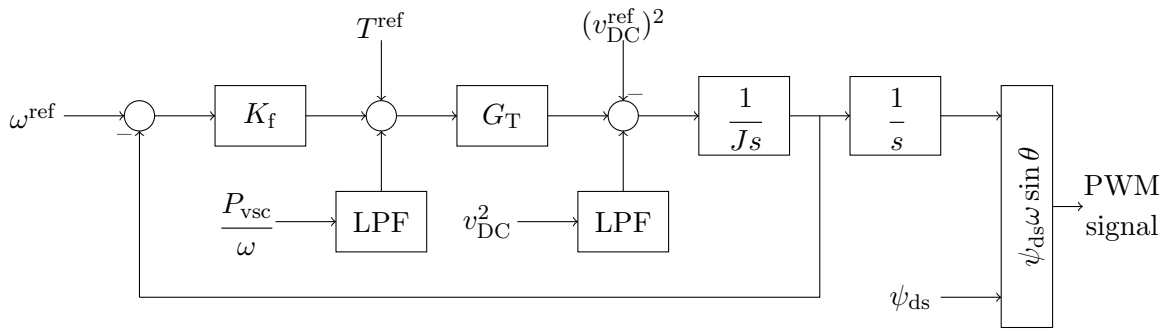 T^ref
(v_DC^ref)^2
ω^ref
−
K_f
G_T
−
1/(Js)
1/s
ψ_ds ω sin θ
PWM
signal
P_vsc/ω
LPF
v_DC^2
LPF
ψ_ds